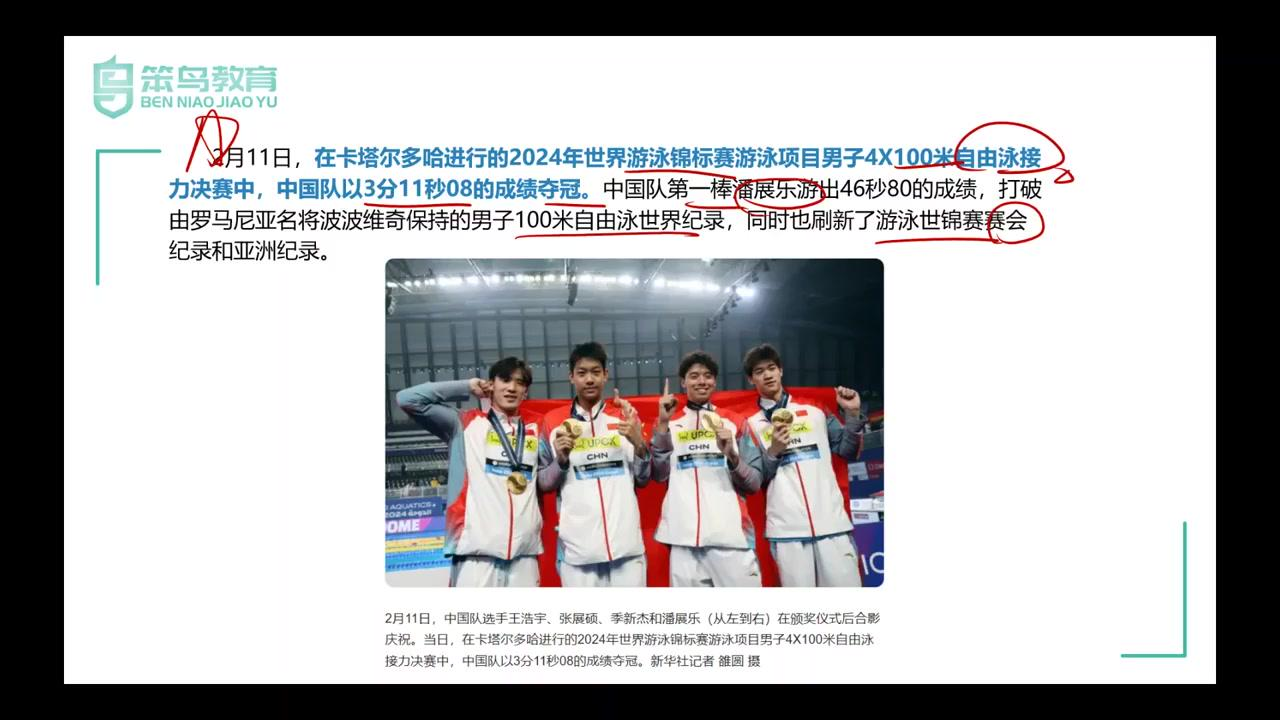 笨鸟教育
BEN NIAO JIAO YU
2月11日，在卡塔尔多哈进行的2024年世界游泳锦标赛游泳项目男子4X100米自由泳接
力决赛中，中国队以3分11秒08的成绩夺冠。中国队第一棒潘展乐游出46秒80的成绩，打破
由罗马尼亚名将波波维奇保持的男子100米自由泳世界纪录，同时也刷新了游泳世锦赛赛会
纪录和亚洲纪录。
UPCX
UPCX
CHN
UPCX
CHN
CHN
AQUATICS
2024
DOME
2月11日，中国队选手王浩宇、张展硕、季新杰和潘展乐（从左到右）在颁奖仪式后合影
庆祝。当日，在卡塔尔多哈进行的2024年世界游泳锦标赛游泳项目男子4X100米自由泳
接力决赛中，中国队以3分11秒08的成绩夺冠。新华社记者 雒圆 摄